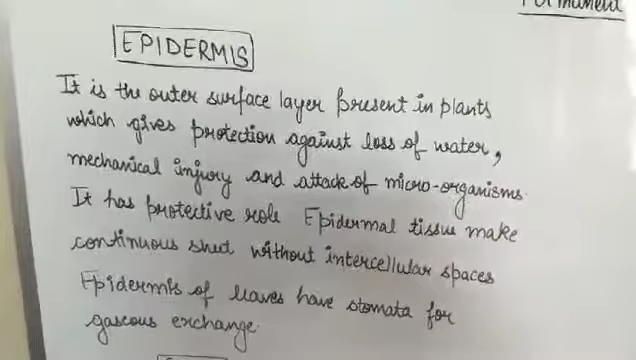 Permanent
EPIDERMIS
It is the outer surface layer present in plants
which gives protection against loss of water,
mechanical injury and attack of micro-organisms.
It has protective role Epidermal tissue make
continuous sheet without intercellular spaces
Epidermis of leaves have stomata for
gaseous exchange.